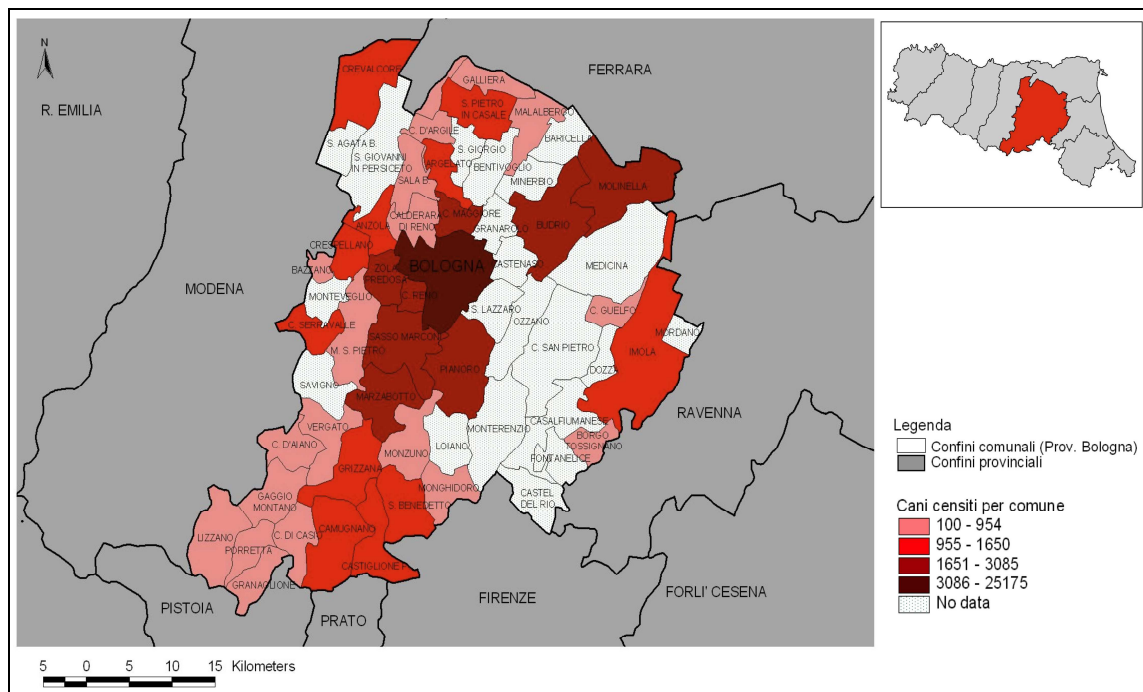 N
R. EMILIA
FERRARA
CREVALCORE
GALLIERA
S. PIETRO
IN CASALE
MALALBERGO
C. D'ARGILE
BARICELLA
S. AGATA B.
S. GIOVANNI
IN PERSICETO
ARGELATO
S. GIORGIO
BENTIVOGLIO
MINERBIO
SALA B.
MOLINELLA
CALDERARA
DI RENO
C. MAGGIORE
BUDRIO
GRANAROLO
ANZOLA
CRESPELLANO
BOLOGNA
CASTENASO
MEDICINA
BAZZANO
ZOLA
PREDOSA
MODENA
MONTEVEGLIO
C. RENO
S. LAZZARO
OZZANO
C. GUELFO
C. SERRAVALLE
SASSO MARCONI
MORDANO
M. S. PIETRO
C. SAN PIETRO
IMOLA
PIANORO
DOZZA
SAVIGNO
MARZABOTTO
RAVENNA
VERGATO
CASALFIUMANESE
MONTERENZIO
BORGO
TOSSIGNANO
C. D'AIANO
MONZUNO
LOIANO
FONTANELICE
GRIZZANA
MONGHIDORO
CASTEL
DEL RIO
GAGGIO
MONTANO
S. BENEDETTO
LIZZANO
C. DI CASIO
CAMUGNANO
PORRETTA
CASTIGLIONE P.
GRANAGLIONE
PISTOIA
PRATO
FIRENZE
FORLI' CESENA
5 0 5 10 15 Kilometers
Legenda
Confini comunali (Prov. Bologna)
Confini provinciali
Cani censiti per comune
100 - 954
955 - 1650
1651 - 3085
3086 - 25175
No data